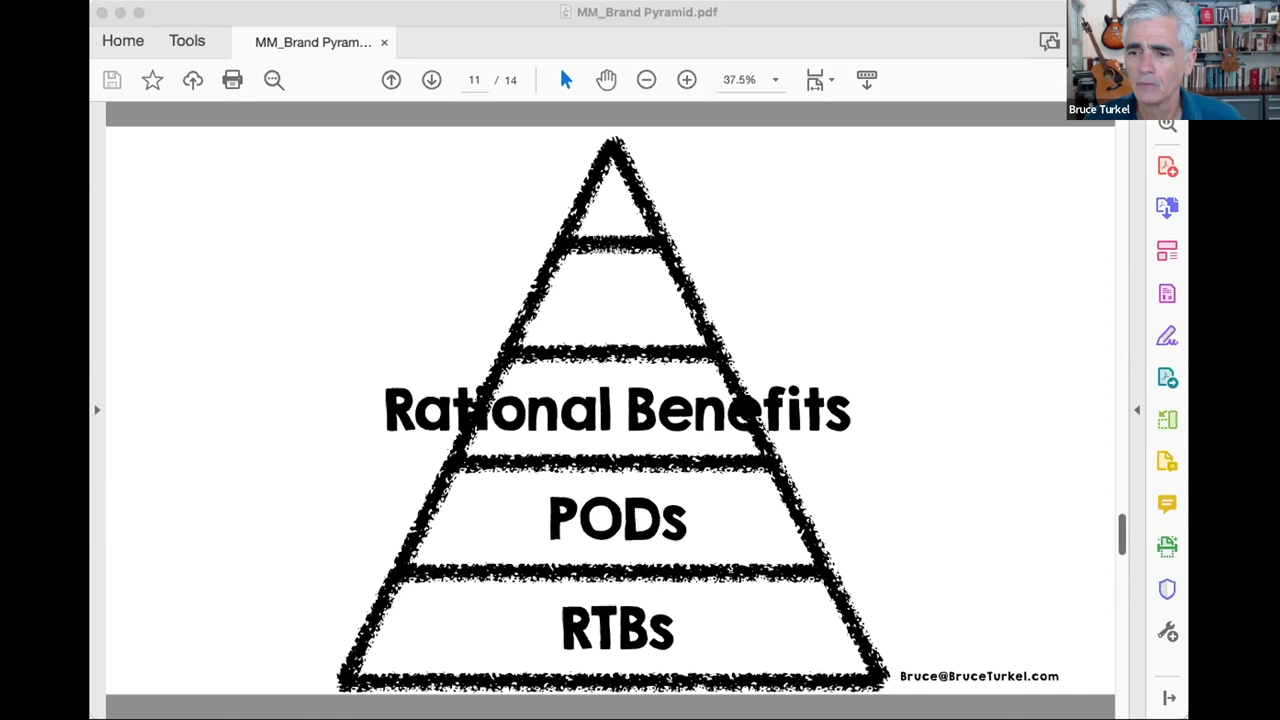 MM_Brand Pyramid.pdf
Home Tools MM_Brand Pyram... ×
11 / 14 37.5%
Bruce Turkel
TATI
Rational Benefits
PODs
RTBs
Bruce@BruceTurkel.com